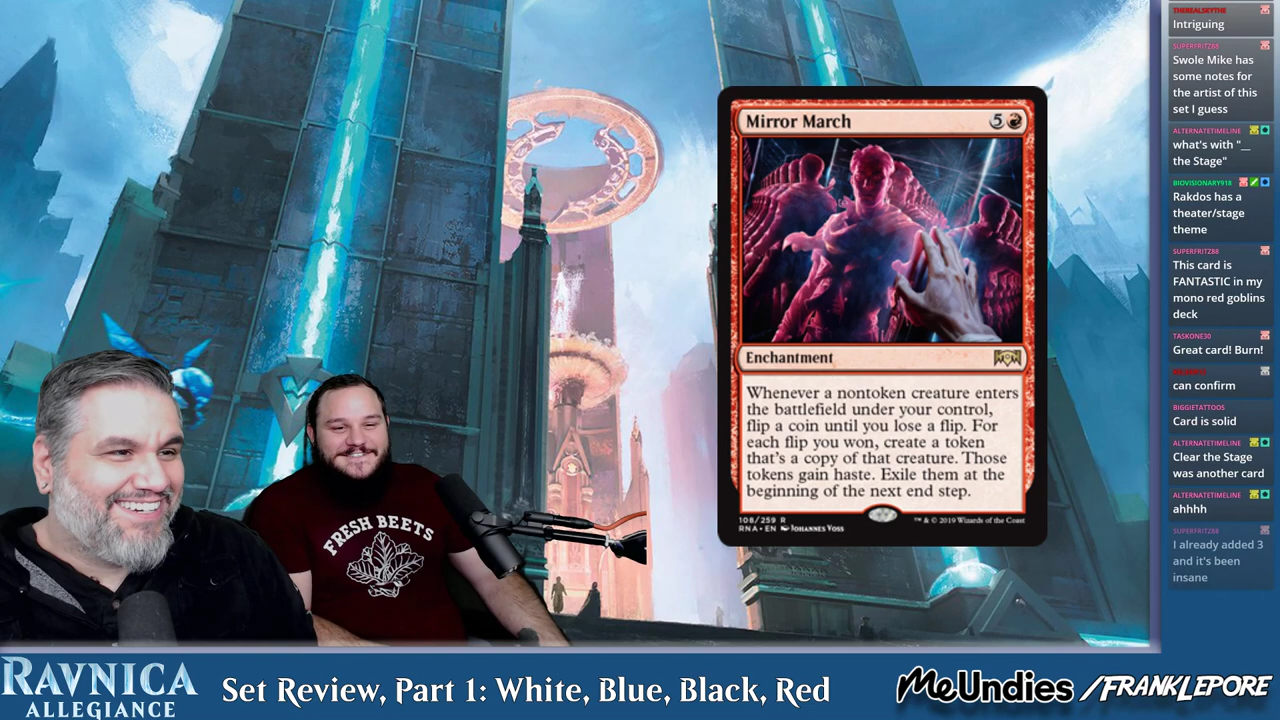 Mirror March 5
Enchantment
Whenever a nontoken creature enters
the battlefield under your control,
flip a coin until you lose a flip. For
each flip you won, create a token
that's a copy of that creature. Those
tokens gain haste. Exile them at the
beginning of the next end step.
108/259 R
RNA • EN Johannes Voss
™ & © 2019 Wizards of the Coast
FRESH BEETS
THEREALSKYTHE
Intriguing
SUPERFRITZ88
Swole Mike has
some notes for
the artist of this
set I guess
ALTERNATETIMELINE
what's with "__
the Stage"
BIOVISIONARY918
Rakdos has a
theater/stage
theme
SUPERFRITZ88
This card is
FANTASTIC in my
mono red goblins
deck
TASKONE30
Great card! Burn!
can confirm
BIGGIETATTOOS
Card is solid
ALTERNATETIMELINE
Clear the Stage
was another card
ALTERNATETIMELINE
ahhhh
SUPERFRITZ88
I already added 3
and it's been
insane
RAVNICA
ALLEGIANCE
Set Review, Part 1: White, Blue, Black, Red
MeUndies /FRANKLEPORE